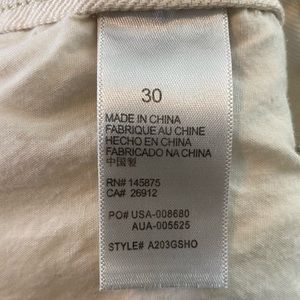 30
MADE IN CHINA
FABRIQUE AU CHINE
HECHO EN CHINA
FABRICADO NA CHINA
中国製
RN# 145875
CA# 26912
PO# USA-008680
AUA-005525
STYLE# A203GSHO